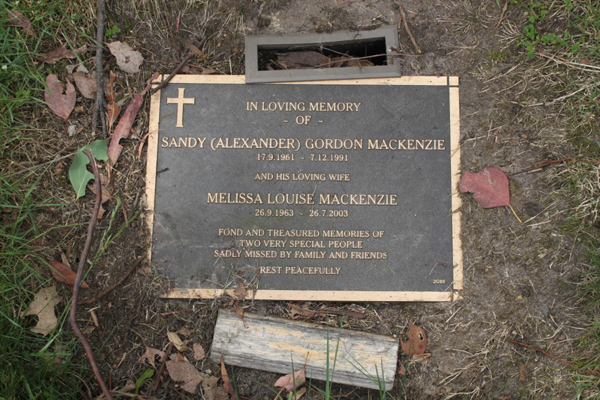 IN LOVING MEMORY
- OF -
SANDY (ALEXANDER) GORDON MACKENZIE
17.9.1961 - 7.12.1991
AND HIS LOVING WIFE
MELISSA LOUISE MACKENZIE
26.9.1963 - 26.7.2003
FOND AND TREASURED MEMORIES OF
TWO VERY SPECIAL PEOPLE
SADLY MISSED BY FAMILY AND FRIENDS
REST PEACEFULLY